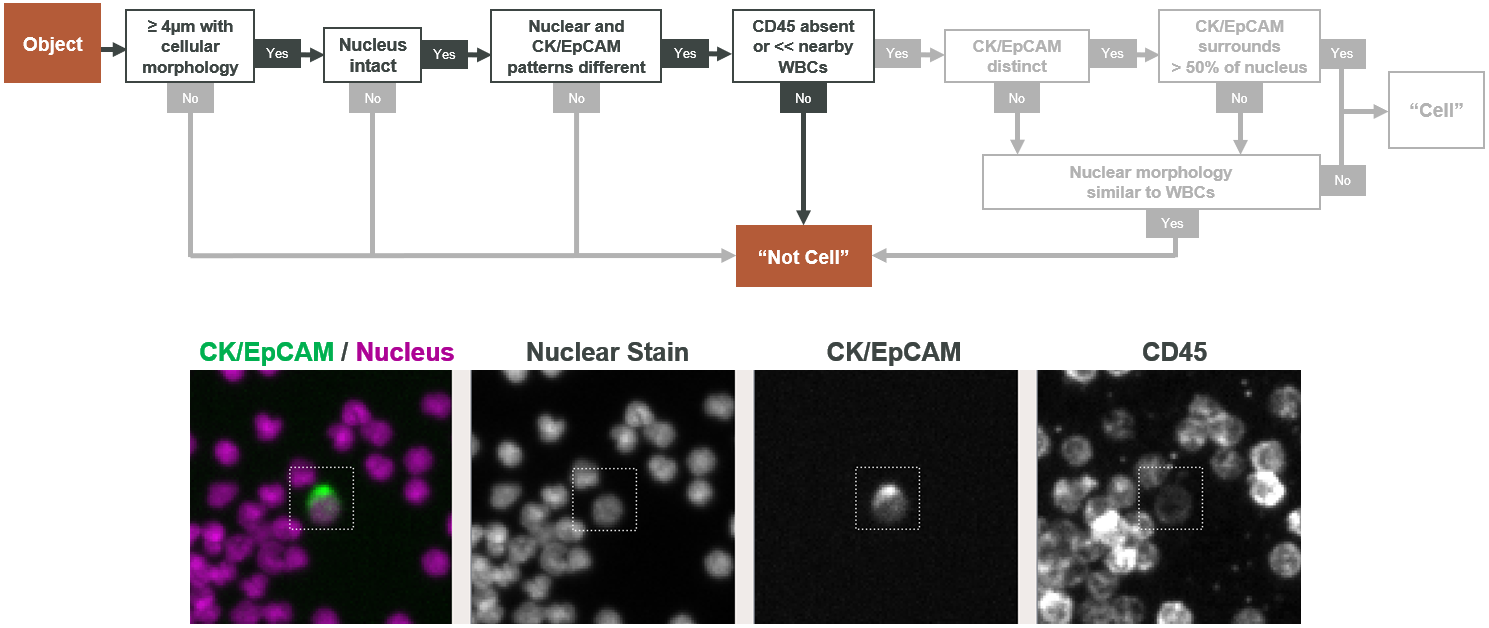 Object
≥ 4µm with
cellular
morphology
Yes
No
Nucleus
intact
Yes
No
Nuclear and
CK/EpCAM
patterns different
Yes
No
CD45 absent
or << nearby
WBCs
Yes
No
CK/EpCAM
distinct
Yes
No
CK/EpCAM
surrounds
> 50% of nucleus
Yes
No
“Cell”
Nuclear morphology
similar to WBCs
No
Yes
“Not Cell”
CK/EpCAM / Nucleus
Nuclear Stain
CK/EpCAM
CD45